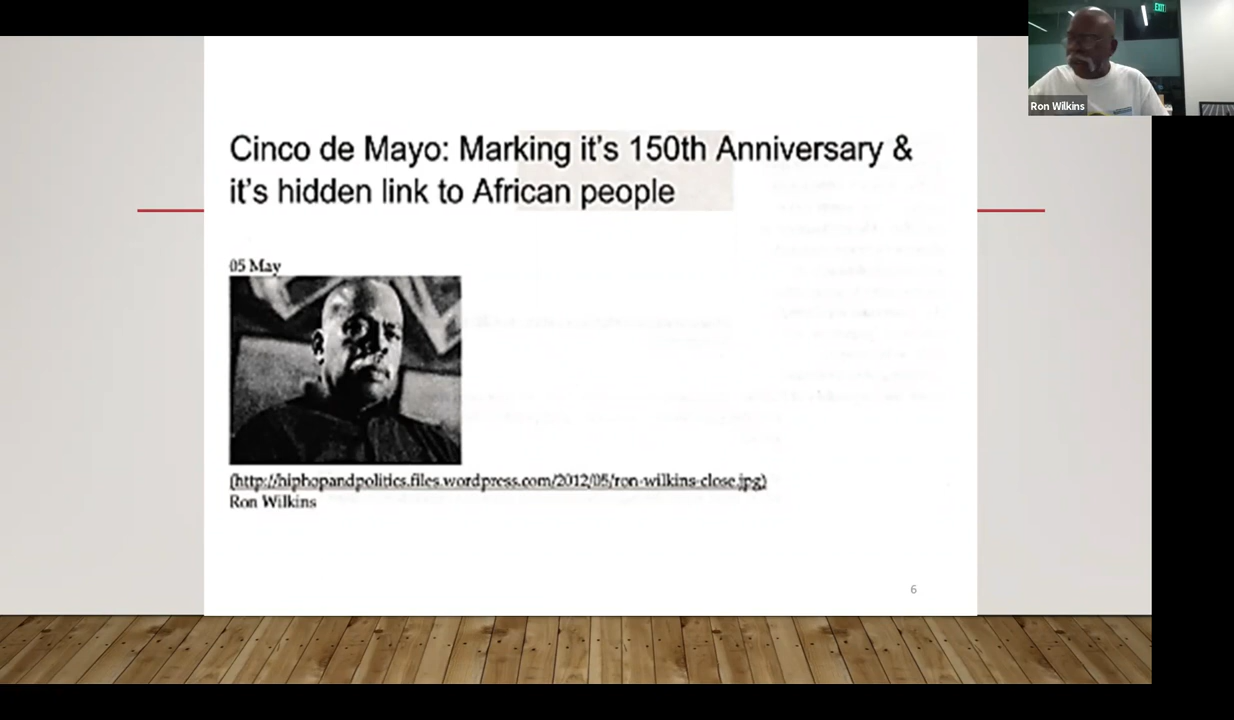 Cinco de Mayo: Marking it's 150th Anniversary &
it's hidden link to African people
05 May
(http://hiphopandpolitics.files.wordpress.com/2012/05/ron-wilkins-close.jpg)
Ron Wilkins
6
EXIT
Ron Wilkins